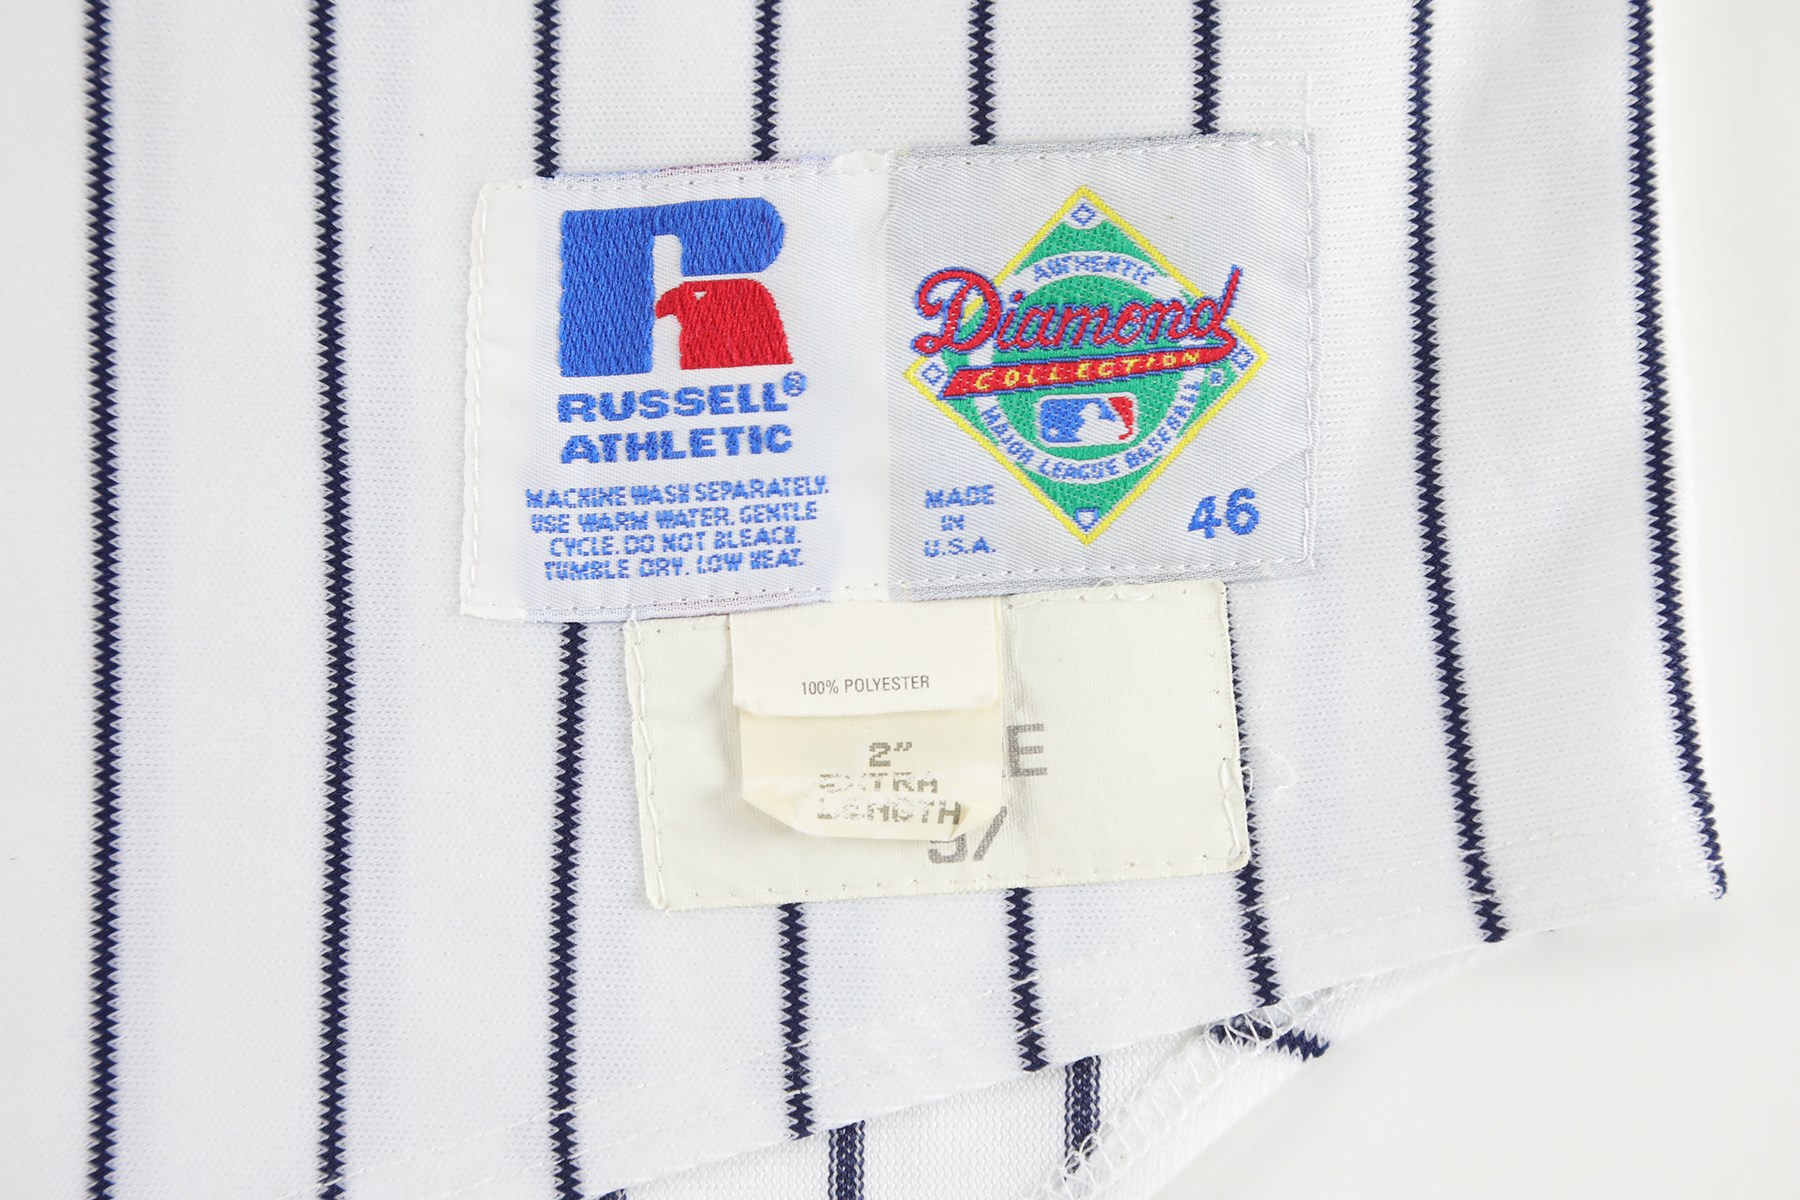 RUSSELL®
ATHLETIC
MACHINE WASH SEPARATELY.
USE WARM WATER. GENTLE
CYCLE. DO NOT BLEACH.
TUMBLE DRY. LOW HEAT.
AUTHENTIC
Diamond
COLLECTION
MAJOR LEAGUE BASEBALL
MADE
IN
U.S.A.
46
100% POLYESTER
2"
EXTRA
LENGTH
E